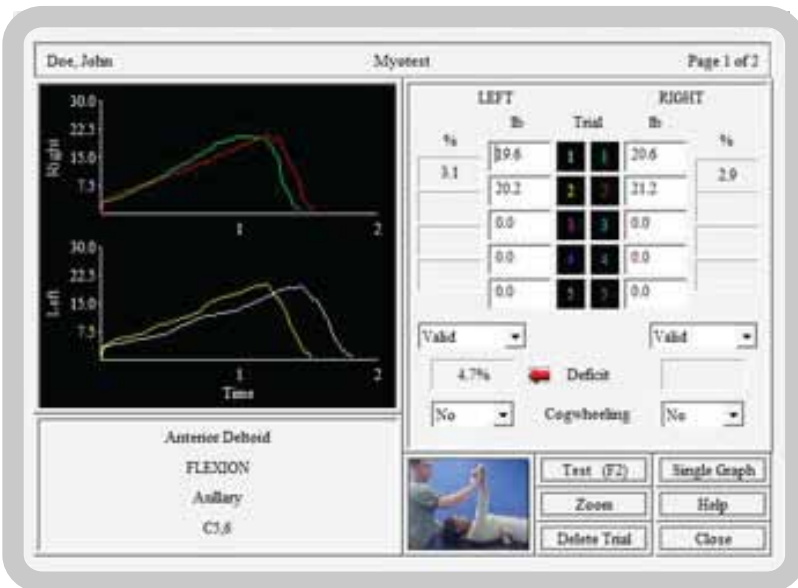 Doe, John Myotest Page 1 of 2
30.0
22.5
15.0
7.5
Right
1 2
30.0
22.5
15.0
7.5
Left
1 2
Time
Anterior Deltoid
FLEXION
Axillary
C5,6
LEFT RIGHT
lb Trial lb
% %
3.1 2.9
19.6 1 1 20.6
20.2 2 2 21.2
0.0 3 3 0.0
0.0 4 4 0.0
0.0 5 5 0.0
Valid Valid
4.7% Deficit
No Cogwheeling No
Test (F2) Single Graph
Zoom Help
Delete Trial Close